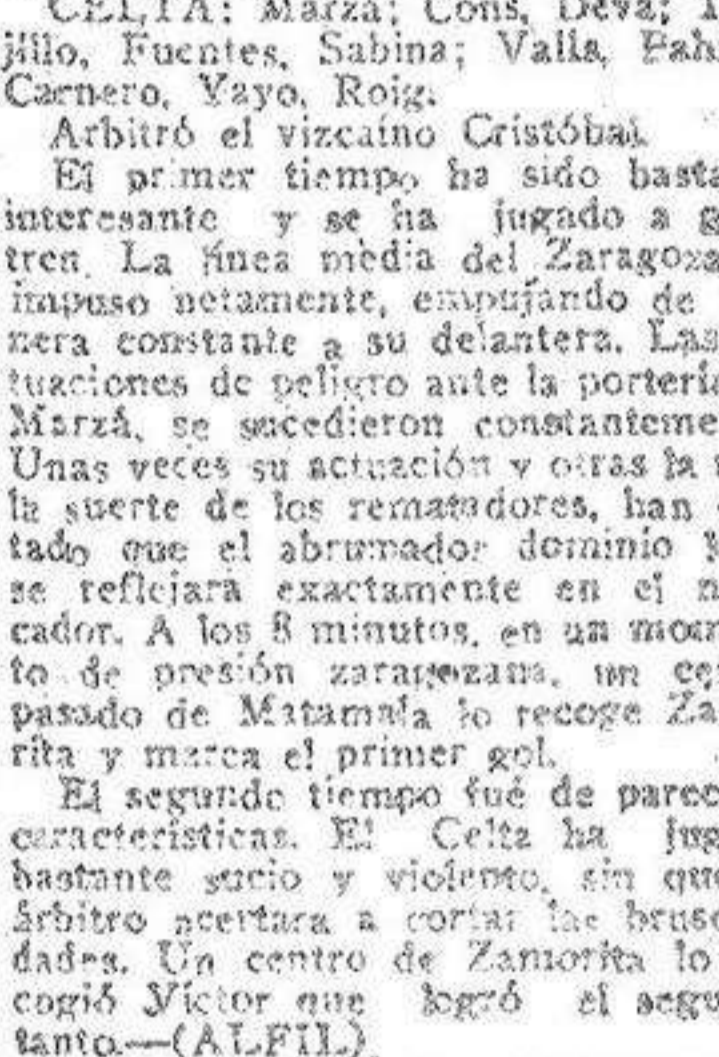 CELTA: Marzá; Cons, Deva;
jillo, Fuentes, Sabina; Valls, Pah
Carnero, Yayo, Roig.
Arbitró el vizcaíno Cristóbal.
El primer tiempo ha sido basta
interesante y se ha jugado a g
tren. La línea media del Zaragoza
impuso netamente, empujando de
nera constante a su delantera. Las
tuaciones de peligro ante la portería
Marzá, se sucedieron constanteme
Unas veces su actuación y otras la
la suerte de los rematadores, han
tado que el abrumador dominio
se reflejara exactamente en el m
cador. A los 8 minutos, en un mom
to de presión zaragozana, un ce
pasado de Matamala lo recoge Za
rita y marca el primer gol.
El segundo tiempo fué de parec
características. El Celta ha jug
bastante sucio y violento, sin que
árbitro acertara a cortar las brus
dades. Un centro de Zamorita lo
cogió Víctor que logró el segu
tanto.—(ALFIL)